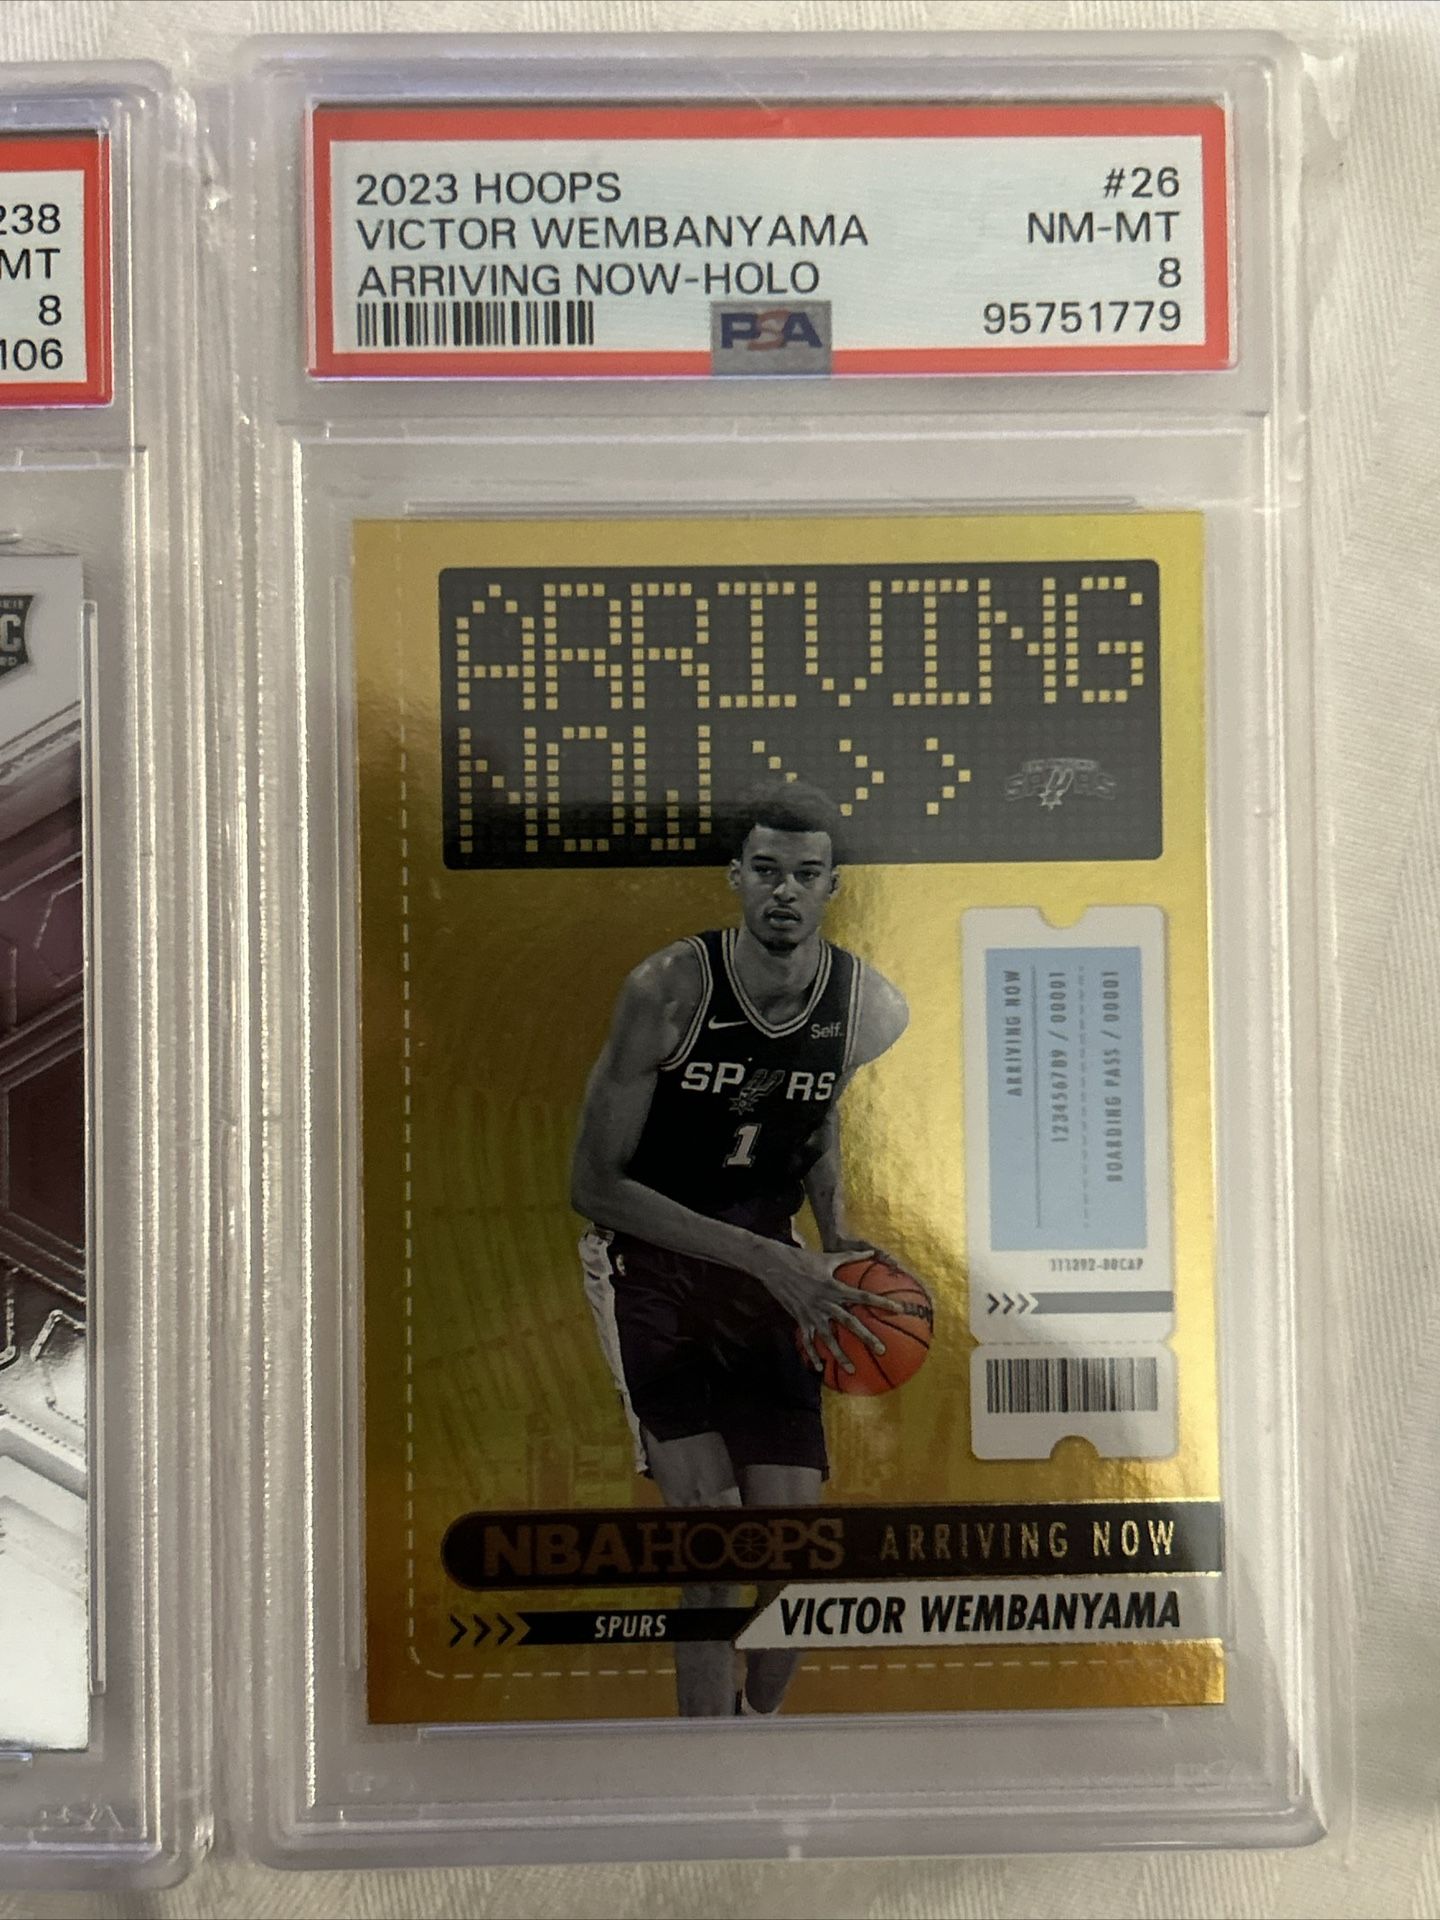 238
MT
8
106
2023 HOOPS #26
VICTOR WEMBANYAMA NM-MT
ARRIVING NOW-HOLO 8
PSA 95751779
ARRIVING
NOW >>>
SPURS
ARRIVING NOW
123456789 / 00001
BOARDING PASS / 00001
Self.
SPURS
1
>>>
NBA HOOPS ARRIVING NOW
>>>> SPURS VICTOR WEMBANYAMA
PSA